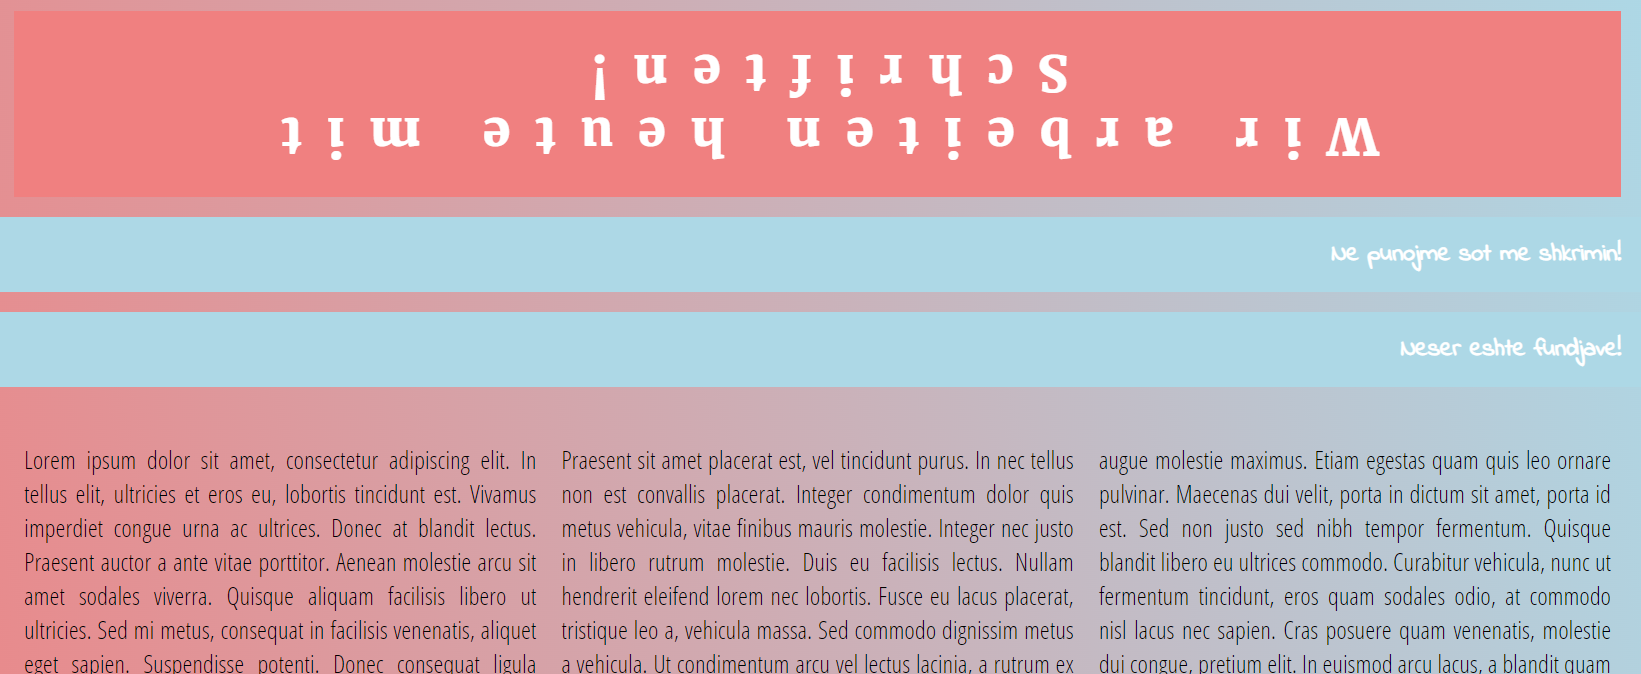 Wir arbeiten heute mit
Schriften!
Ne punojme sot me shkrimin!
Neser eshte fundjave!
Lorem ipsum dolor sit amet, consectetur adipiscing elit. In
tellus elit, ultricies et eros eu, lobortis tincidunt est. Vivamus
imperdiet congue urna ac ultrices. Donec at blandit lectus.
Praesent auctor a ante vitae porttitor. Aenean molestie arcu sit
amet sodales viverra. Quisque aliquam facilisis libero ut
ultricies. Sed mi metus, consequat in facilisis venenatis, aliquet
eget sapien. Suspendisse potenti. Donec consequat ligula
Praesent sit amet placerat est, vel tincidunt purus. In nec tellus
non est convallis placerat. Integer condimentum dolor quis
metus vehicula, vitae finibus mauris molestie. Integer nec justo
in libero rutrum molestie. Duis eu facilisis lectus. Nullam
hendrerit eleifend lorem nec lobortis. Fusce eu lacus placerat,
tristique leo a, vehicula massa. Sed commodo dignissim metus
a vehicula. Ut condimentum arcu vel lectus lacinia, a rutrum ex
augue molestie maximus. Etiam egestas quam quis leo ornare
pulvinar. Maecenas dui velit, porta in dictum sit amet, porta id
est. Sed non justo sed nibh tempor fermentum. Quisque
blandit libero eu ultrices commodo. Curabitur vehicula, nunc ut
fermentum tincidunt, eros quam sodales odio, at commodo
nisl lacus nec sapien. Cras posuere quam venenatis, molestie
dui congue, pretium elit. In euismod arcu lacus, a blandit quam